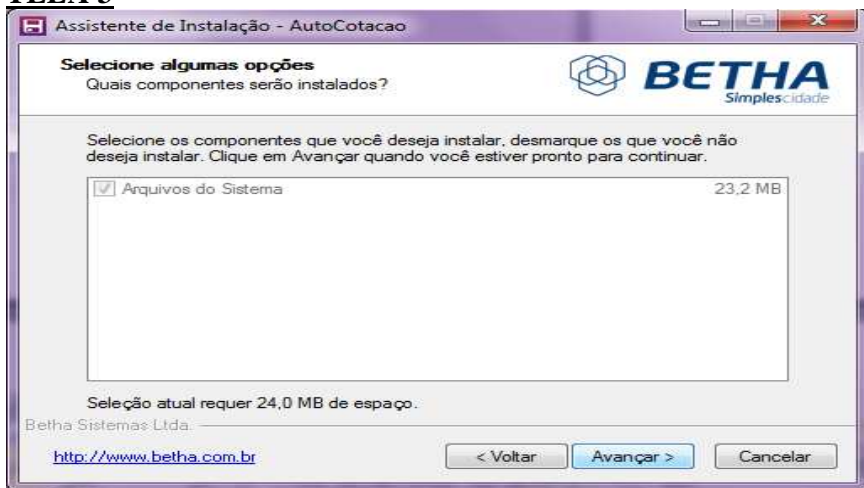 TELA 3
Assistente de Instalação - AutoCotacao
Selecione algumas opções
Quais componentes serão instalados?
BETHA
Simplescidade
Selecione os componentes que você deseja instalar, desmarque os que você não
deseja instalar. Clique em Avançar quando você estiver pronto para continuar.
Arquivos do Sistema 23,2 MB
Seleção atual requer 24,0 MB de espaço.
Betha Sistemas Ltda.
http://www.betha.com.br < Voltar Avançar > Cancelar